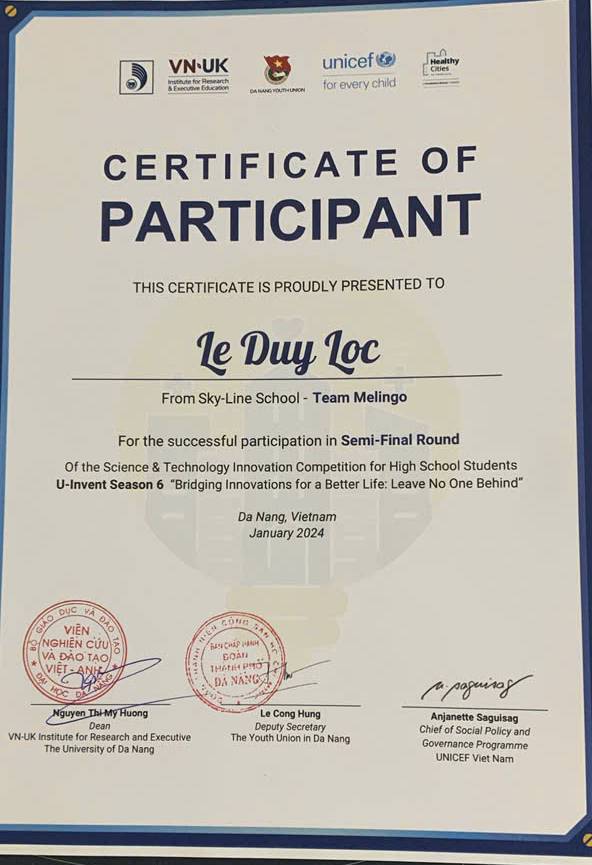 VN-UK
Institute for Research
& Executive Education
DA NANG YOUTH UNION
unicef
for every child
Healthy
Cities
CERTIFICATE OF
PARTICIPANT
THIS CERTIFICATE IS PROUDLY PRESENTED TO
Le Duy Loc
From Sky-Line School - Team Melingo
For the successful participation in Semi-Final Round
Of the Science & Technology Innovation Competition for High School Students
U-Invent Season 6 "Bridging Innovations for a Better Life: Leave No One Behind"
Da Nang, Vietnam
January 2024
BỘ GIÁO DỤC VÀ ĐÀO TẠO
VIỆN
NGHIÊN CỨU
VÀ ĐÀO TẠO
VIỆT - ANH
ĐẠI HỌC ĐÀ NẴNG
BAN CHẤP HÀNH
ĐOÀN
THÀNH PHỐ
ĐÀ NẴNG
Nguyen Thi My Huong
Dean
VN-UK Institute for Research and Executive
The University of Da Nang
Le Cong Hung
Deputy Secretary
The Youth Union in Da Nang
Anjanette Saguisag
Chief of Social Policy and
Governance Programme
UNICEF Viet Nam